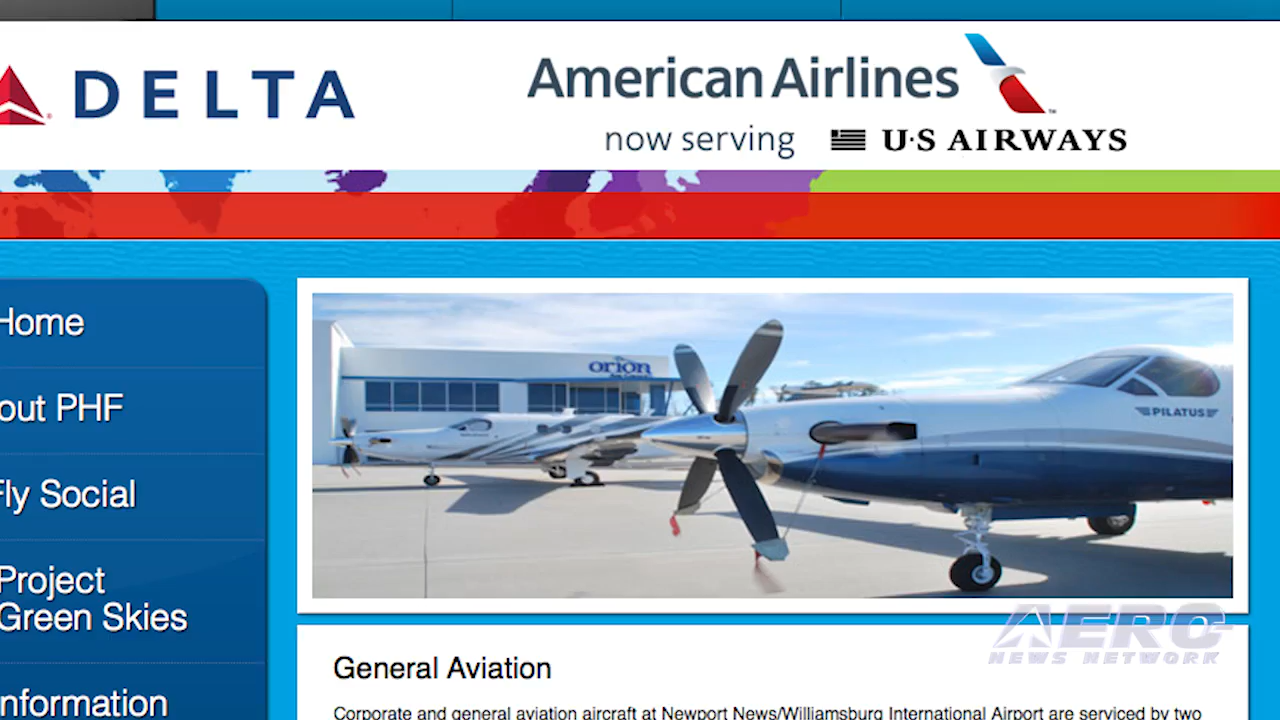 DELTA
American Airlines
now serving U·S AIRWAYS
Home
out PHF
Fly Social
Project
Green Skies
Information
orion
PILATUS
General Aviation
Corporate and general aviation aircraft at Newport News/Williamsburg International Airport are serviced by two
AERO
NEWS NETWORK